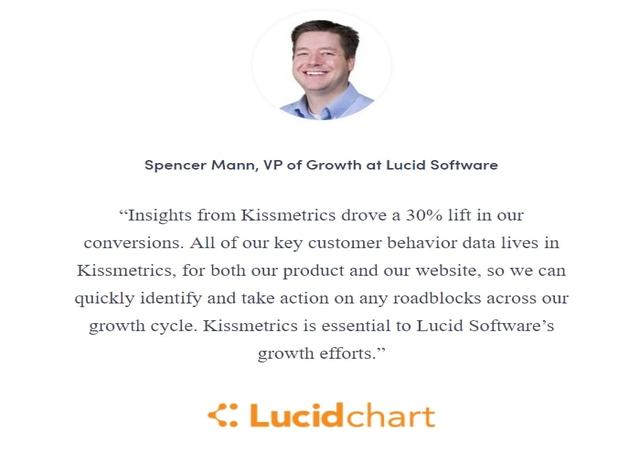 Spencer Mann, VP of Growth at Lucid Software
“Insights from Kissmetrics drove a 30% lift in our
conversions. All of our key customer behavior data lives in
Kissmetrics, for both our product and our website, so we can
quickly identify and take action on any roadblocks across our
growth cycle. Kissmetrics is essential to Lucid Software’s
growth efforts.”
Lucidchart